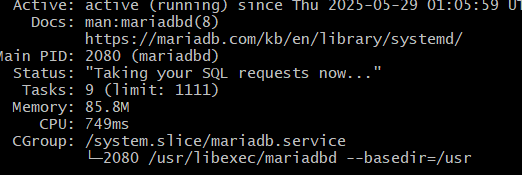 Active: active (running) since Thu 2025-05-29 01:05:59 UT
Docs: man:mariadbd(8)
https://mariadb.com/kb/en/library/systemd/
Main PID: 2080 (mariadbd)
Status: "Taking your SQL requests now..."
Tasks: 9 (limit: 1111)
Memory: 85.8M
CPU: 749ms
CGroup: /system.slice/mariadb.service
└─2080 /usr/libexec/mariadbd --basedir=/usr